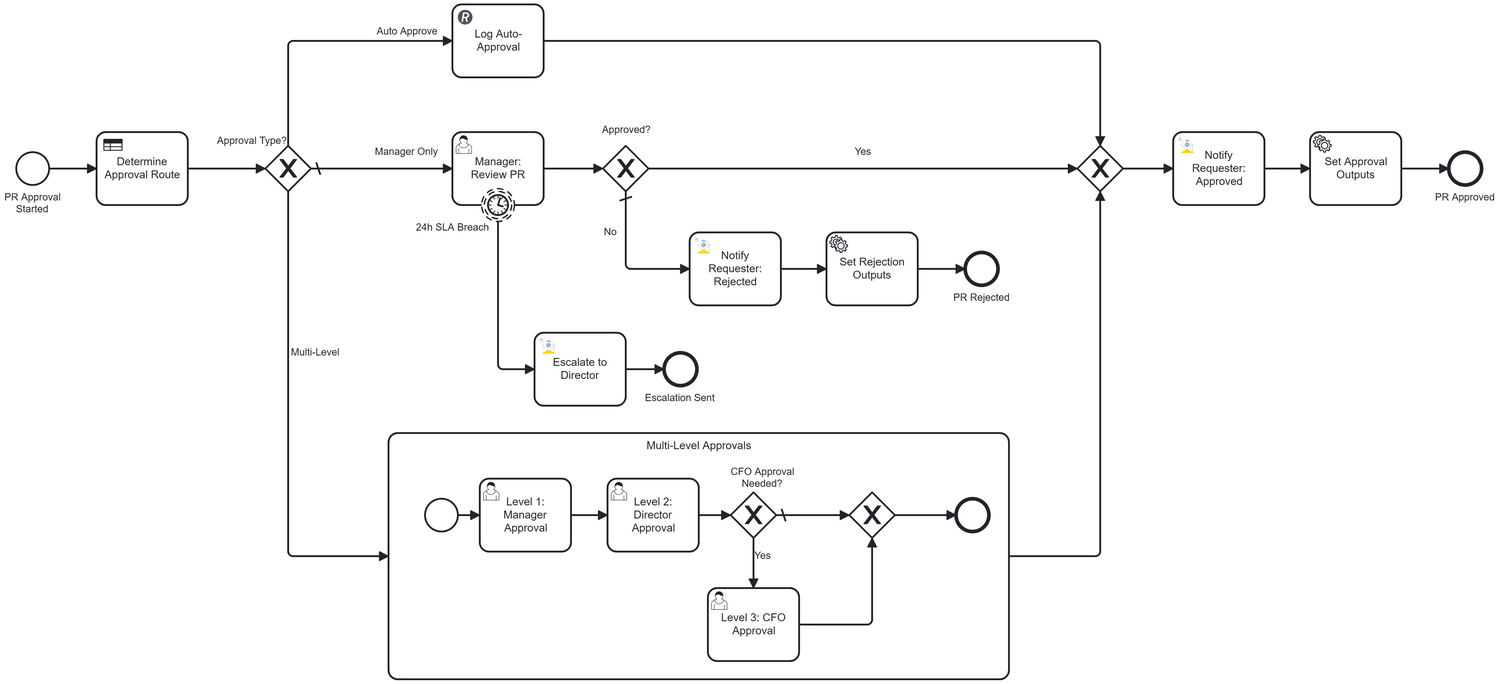 Auto Approve
R
Log Auto-
Approval
Approval Type?
Manager Only
Approved?
Yes
PR Approval
Started
Determine
Approval Route
Manager:
Review PR
Notify
Requester:
Approved
Set Approval
Outputs
PR Approved
24h SLA Breach
No
Notify
Requester:
Rejected
Set Rejection
Outputs
PR Rejected
Multi-Level
Escalate to
Director
Escalation Sent
Multi-Level Approvals
Level 1:
Manager
Approval
Level 2:
Director
Approval
CFO Approval
Needed?
Yes
Level 3: CFO
Approval